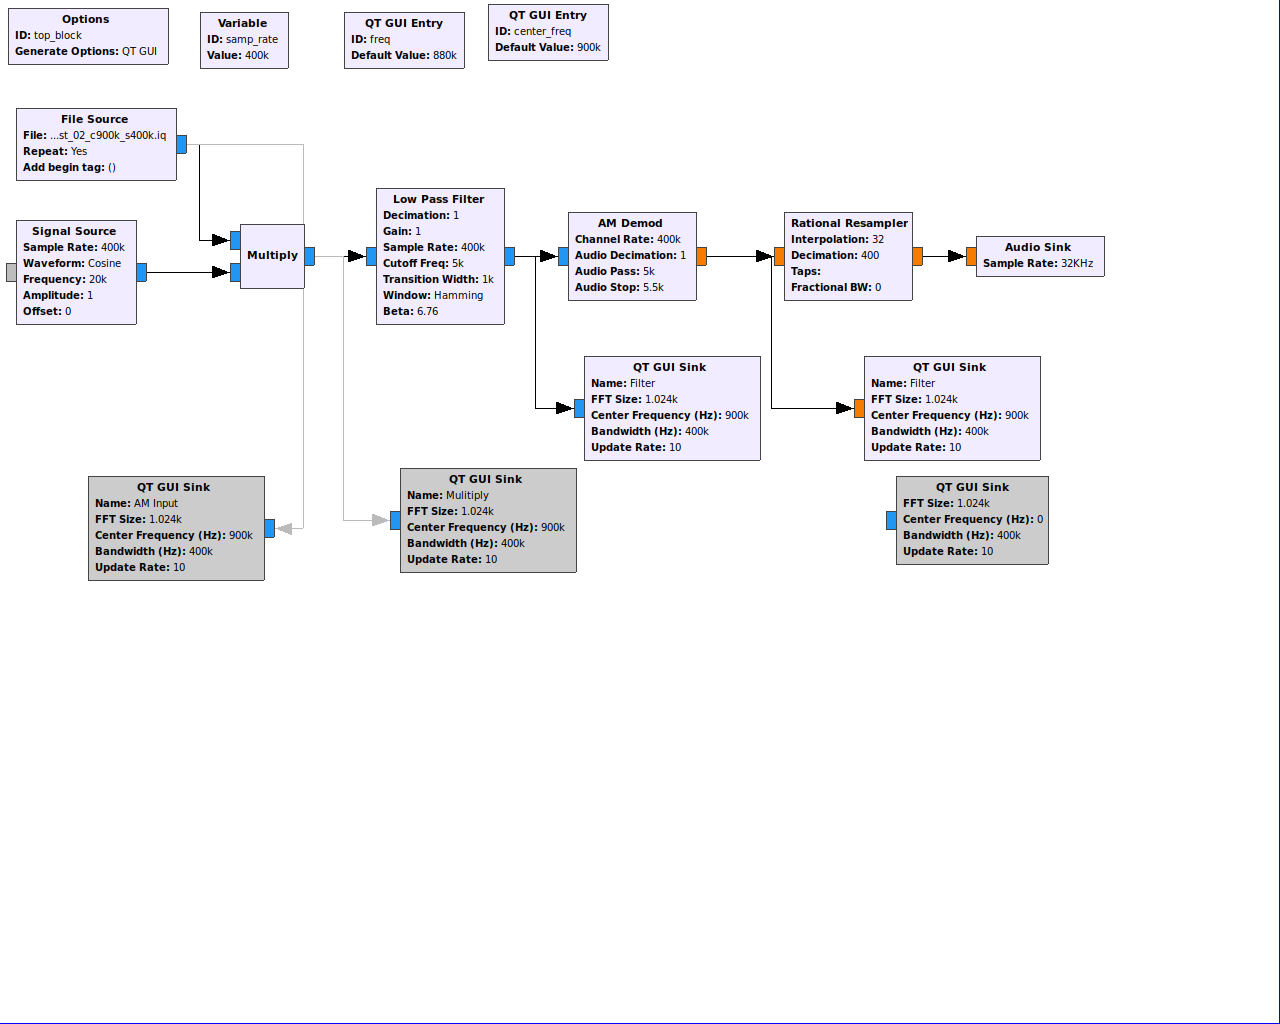 Options
ID: top_block
Generate Options: QT GUI
Variable
ID: samp_rate
Value: 400k
QT GUI Entry
ID: freq
Default Value: 880k
QT GUI Entry
ID: center_freq
Default Value: 900k
File Source
File: ...st_02_c900k_s400k.iq
Repeat: Yes
Add begin tag: ()
Signal Source
Sample Rate: 400k
Waveform: Cosine
Frequency: 20k
Amplitude: 1
Offset: 0
Multiply
Low Pass Filter
Decimation: 1
Gain: 1
Sample Rate: 400k
Cutoff Freq: 5k
Transition Width: 1k
Window: Hamming
Beta: 6.76
AM Demod
Channel Rate: 400k
Audio Decimation: 1
Audio Pass: 5k
Audio Stop: 5.5k
Rational Resampler
Interpolation: 32
Decimation: 400
Taps:
Fractional BW: 0
Audio Sink
Sample Rate: 32KHz
QT GUI Sink
Name: Filter
FFT Size: 1.024k
Center Frequency (Hz): 900k
Bandwidth (Hz): 400k
Update Rate: 10
QT GUI Sink
Name: Filter
FFT Size: 1.024k
Center Frequency (Hz): 900k
Bandwidth (Hz): 400k
Update Rate: 10
QT GUI Sink
Name: AM Input
FFT Size: 1.024k
Center Frequency (Hz): 900k
Bandwidth (Hz): 400k
Update Rate: 10
QT GUI Sink
Name: Mulitiply
FFT Size: 1.024k
Center Frequency (Hz): 900k
Bandwidth (Hz): 400k
Update Rate: 10
QT GUI Sink
FFT Size: 1.024k
Center Frequency (Hz): 0
Bandwidth (Hz): 400k
Update Rate: 10